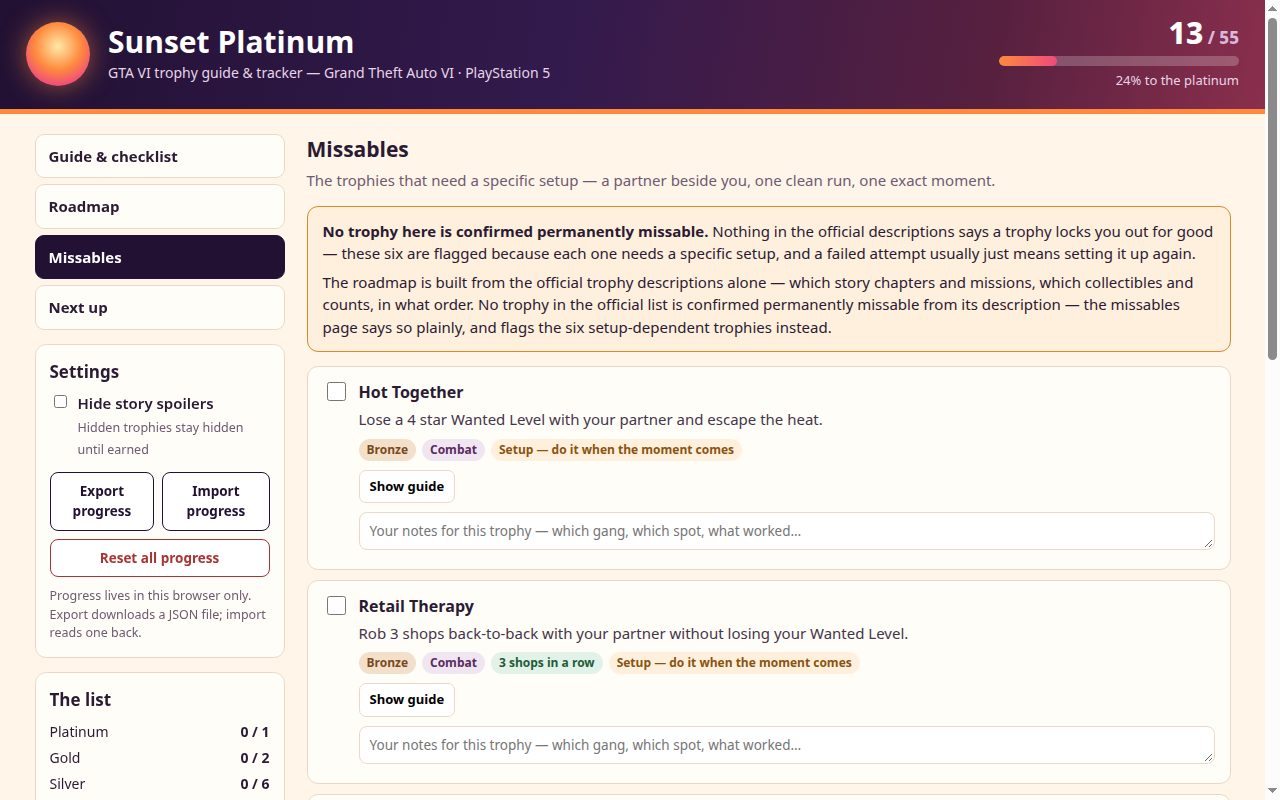 Sunset Platinum
GTA VI trophy guide & tracker — Grand Theft Auto VI · PlayStation 5
13 / 55
24% to the platinum
Guide & checklist
Roadmap
Missables
Next up
Settings
Hide story spoilers
Hidden trophies stay hidden
until earned
Export
progress
Import
progress
Reset all progress
Progress lives in this browser only.
Export downloads a JSON file; import
reads one back.
The list
Platinum 0 / 1
Gold 0 / 2
Silver 0 / 6
Missables
The trophies that need a specific setup — a partner beside you, one clean run, one exact moment.
No trophy here is confirmed permanently missable. Nothing in the official descriptions says a trophy locks you out for good
— these six are flagged because each one needs a specific setup, and a failed attempt usually just means setting it up again.
The roadmap is built from the official trophy descriptions alone — which story chapters and missions, which collectibles and
counts, in what order. No trophy in the official list is confirmed permanently missable from its description — the missables
page says so plainly, and flags the six setup-dependent trophies instead.
Hot Together
Lose a 4 star Wanted Level with your partner and escape the heat.
Bronze Combat Setup — do it when the moment comes
Show guide
Your notes for this trophy — which gang, which spot, what worked...
Retail Therapy
Rob 3 shops back-to-back with your partner without losing your Wanted Level.
Bronze Combat 3 shops in a row Setup — do it when the moment comes
Show guide
Your notes for this trophy — which gang, which spot, what worked...